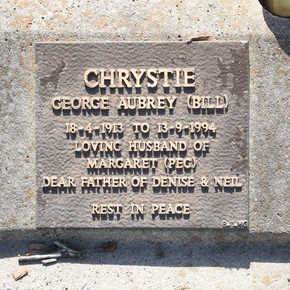 CHRYSTIE
GEORGE AUBREY (BILL)
18-4-1913 TO 13-9-1994
LOVING HUSBAND OF
MARGARET (PEG)
DEAR FATHER OF DENISE & NEIL
REST IN PEACE